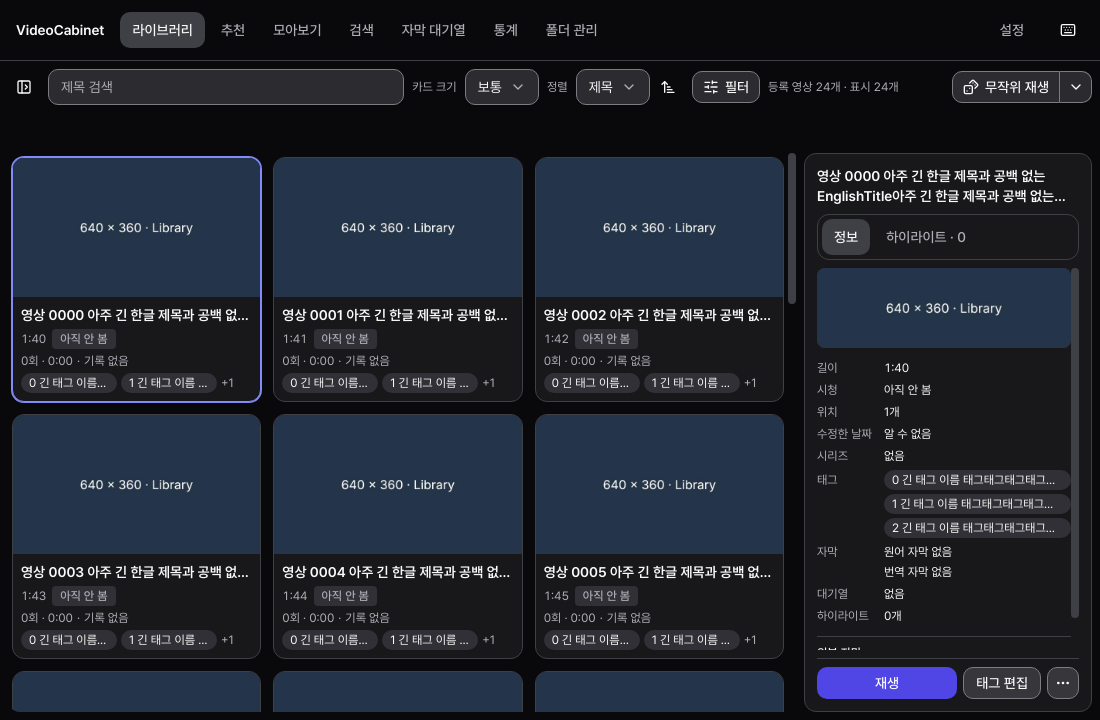 VideoCabinet 라이브러리 추천 모아보기 검색 자막 대기열 통계 폴더 관리 설정
제목 검색 카드 크기 보통 정렬 제목 필터 등록 영상 24개 · 표시 24개 무작위 재생
640 × 360 · Library
영상 0000 아주 긴 한글 제목과 공백 없...
1:40 아직 안 봄
0회 · 0:00 · 기록 없음
0 긴 태그 이름... 1 긴 태그 이름 ... +1
640 × 360 · Library
영상 0001 아주 긴 한글 제목과 공백 없...
1:41 아직 안 봄
0회 · 0:00 · 기록 없음
0 긴 태그 이름... 1 긴 태그 이름 ... +1
640 × 360 · Library
영상 0002 아주 긴 한글 제목과 공백 없...
1:42 아직 안 봄
0회 · 0:00 · 기록 없음
0 긴 태그 이름... 1 긴 태그 이름 ... +1
640 × 360 · Library
영상 0003 아주 긴 한글 제목과 공백 없...
1:43 아직 안 봄
0회 · 0:00 · 기록 없음
0 긴 태그 이름... 1 긴 태그 이름 ... +1
640 × 360 · Library
영상 0004 아주 긴 한글 제목과 공백 없...
1:44 아직 안 봄
0회 · 0:00 · 기록 없음
0 긴 태그 이름... 1 긴 태그 이름 ... +1
640 × 360 · Library
영상 0005 아주 긴 한글 제목과 공백 없...
1:45 아직 안 봄
0회 · 0:00 · 기록 없음
0 긴 태그 이름... 1 긴 태그 이름 ... +1
영상 0000 아주 긴 한글 제목과 공백 없는
EnglishTitle아주 긴 한글 제목과 공백 없는...
정보 하이라이트 · 0
640 × 360 · Library
길이 1:40
시청 아직 안 봄
위치 1개
수정한 날짜 알 수 없음
시리즈 없음
태그 0 긴 태그 이름 태그태그태그태그...
1 긴 태그 이름 태그태그태그태그...
2 긴 태그 이름 태그태그태그태그...
자막 원어 자막 없음
번역 자막 없음
대기열 없음
하이라이트 0개
재생 태그 편집